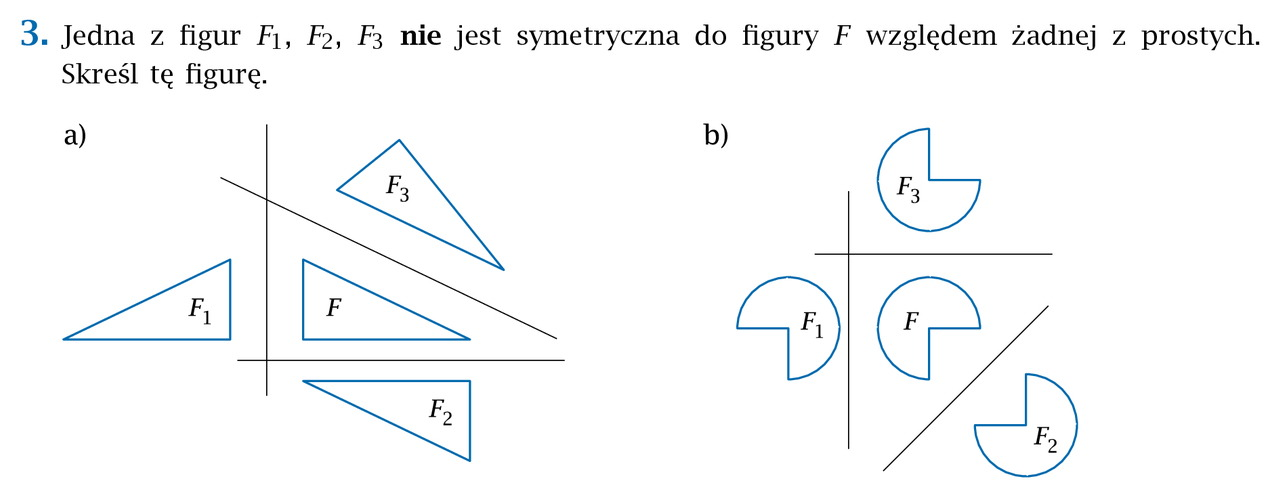 3. Jedna z figur F₁, F₂, F₃ nie jest symetryczna do figury F względem żadnej z prostych.
Skreśl tę figurę.
a)
F₃
F₁
F
F₂
b)
F₃
F₁
F
F₂